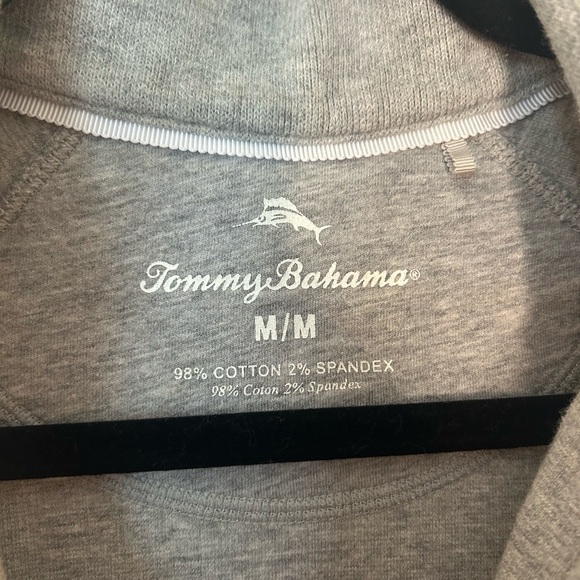 Tommy Bahama®
M/M
98% COTTON 2% SPANDEX
98% Coton 2% Spandex